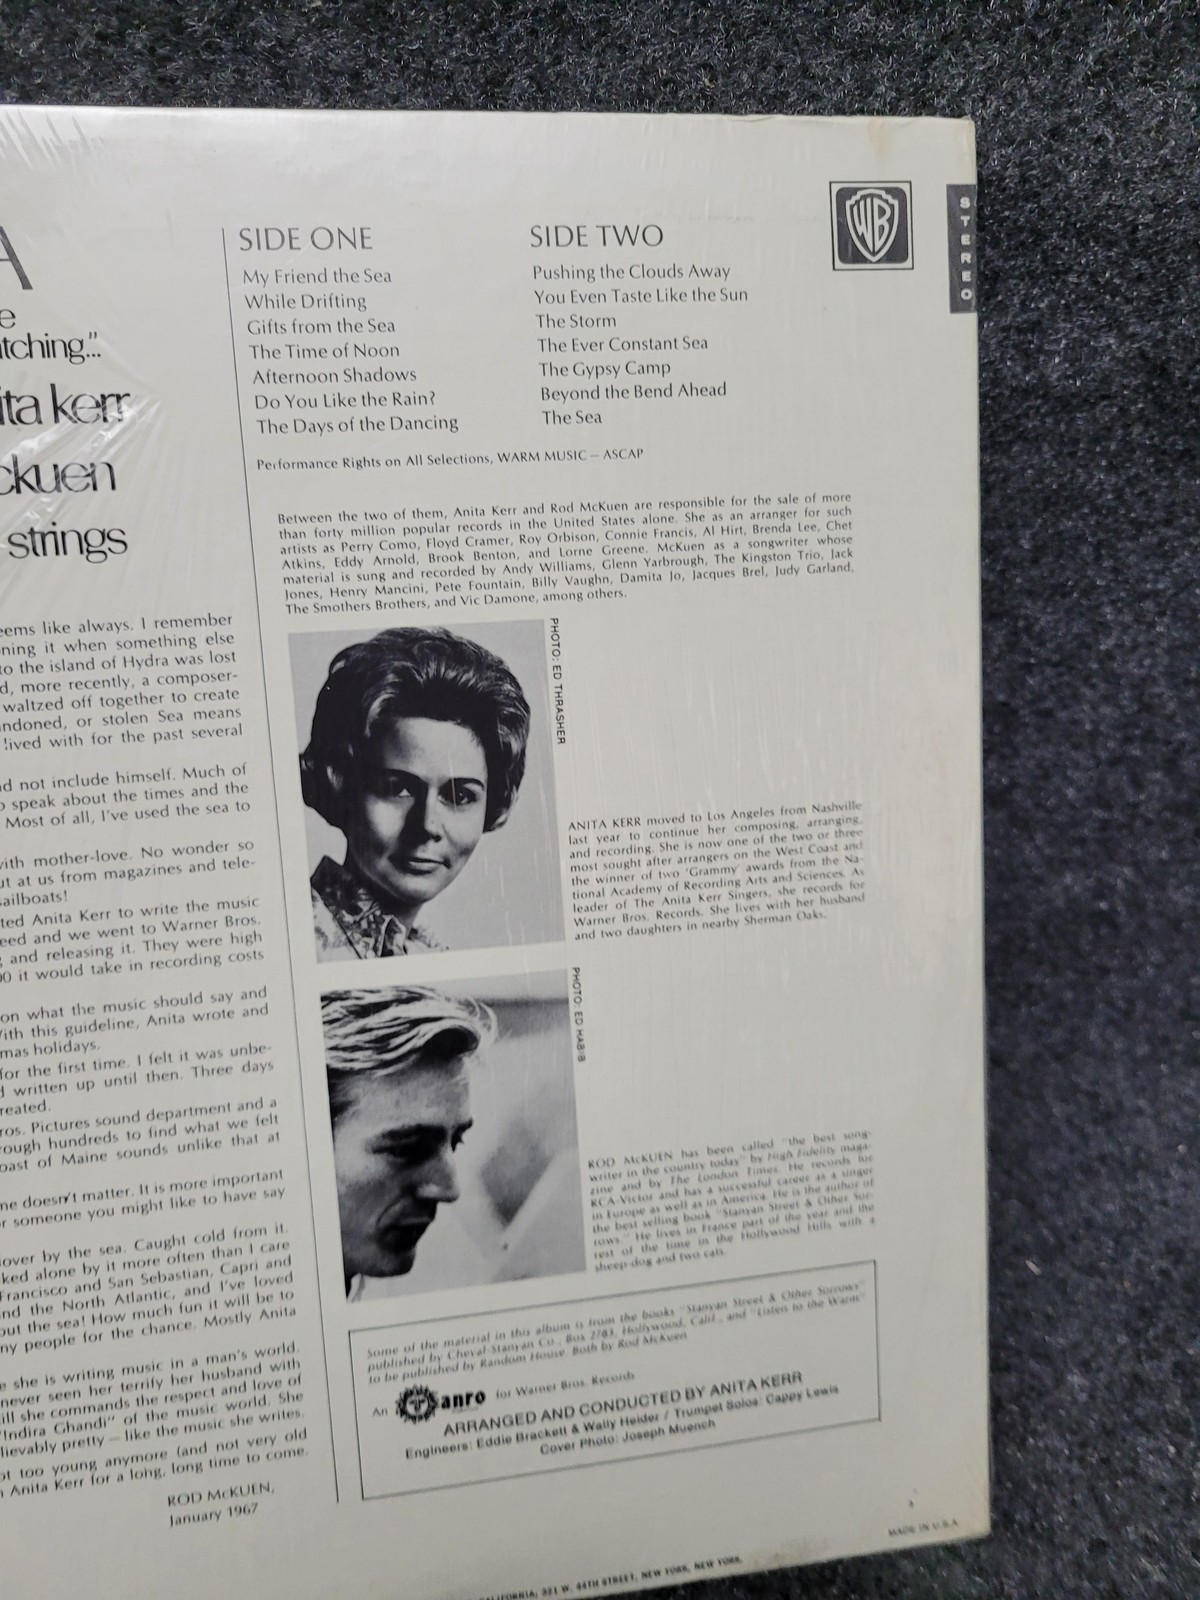 A
e
tching..."
ita kerr
ckuen
strings
eems like always. I remember
ning it when something else
to the island of Hydra was lost
d, more recently, a composer-
waltzed off together to create
andoned, or stolen Sea means
lived with for the past several
d not include himself. Much of
speak about the times and the
Most of all, I've used the sea to
with mother-love. No wonder so
ut at us from magazines and tele-
sailboats!
ted Anita Kerr to write the music
eed and we went to Warner Bros.
and releasing it. They were high
00 it would take in recording costs
on what the music should say and
ith this guideline, Anita wrote and
mas holidays.
for the first time. I felt it was unbe-
d written up until then. Three days
reated.
ros. Pictures sound department and a
rough hundreds to find what we felt
oast of Maine sounds unlike that at
me doesn't matter. It is more important
or someone you might like to have say
lover by the sea. Caught cold from it.
ked alone by it more often than I care
Francisco and San Sebastian, Capri and
nd the North Atlantic, and I've loved
out the sea! How much fun it will be to
ny people for the chance. Mostly Anita
e she is writing music in a man's world.
never seen her terrify her husband with
ill she commands the respect and love of
"Indira Ghandi" of the music world. She
lievably pretty — like the music she writes.
ot too young anymore (and not very old
Anita Kerr for a long, long time to come.
ROD McKUEN,
January 1967
SIDE ONE
My Friend the Sea
While Drifting
Gifts from the Sea
The Time of Noon
Afternoon Shadows
Do You Like the Rain?
The Days of the Dancing
SIDE TWO
Pushing the Clouds Away
You Even Taste Like the Sun
The Storm
The Ever Constant Sea
The Gypsy Camp
Beyond the Bend Ahead
The Sea
WB
STEREO
Performance Rights on All Selections, WARM MUSIC — ASCAP
Between the two of them, Anita Kerr and Rod McKuen are responsible for the sale of more
than forty million popular records in the United States alone. She as an arranger for such
artists as Perry Como, Floyd Cramer, Roy Orbison, Connie Francis, Al Hirt, Brenda Lee, Chet
Atkins, Eddy Arnold, Brook Benton, and Lorne Greene. McKuen as a songwriter whose
material is sung and recorded by Andy Williams, Glenn Yarbrough, The Kingston Trio, Jack
Jones, Henry Mancini, Pete Fountain, Billy Vaughn, Damita Jo, Jacques Brel, Judy Garland,
The Smothers Brothers, and Vic Damone, among others.
PHOTO: ED THRASHER
ANITA KERR moved to Los Angeles from Nashville
last year to continue her composing, arranging,
and recording. She is now one of the two or three
most sought after arrangers on the West Coast and
the winner of two 'Grammy' awards from the Na-
tional Academy of Recording Arts and Sciences. As
leader of The Anita Kerr Singers, she records for
Warner Bros. Records. She lives with her husband
and two daughters in nearby Sherman Oaks.
PHOTO: ED
ROD McKUEN has been called "the best song-
writer in the country today" by High Fidelity maga-
zine and by The London Times. He records for
RCA-Victor and has a successful career as a singer
in Europe as well as in America. He is the author of
the best selling book "Stanyan Street & Other Sor-
rows." He lives in France part of the year and the
rest of the time in the Hollywood Hills with a
sheep-dog and two cats.
Some of the material in this album is from the books "Stanyan Street & Other Sorrows"
published by Cheval-Stanyan Co., Box 2783, Hollywood, Calif., and "Listen to the Warm"
to be published by Random House. Both by Rod McKuen
An anro for Warner Bros. Records
ARRANGED AND CONDUCTED BY ANITA KERR
Engineers: Eddie Brackett & Wally Heider / Trumpet Solos: Cappy Lewis
Cover Photo: Joseph Muench
MADE IN U.S.A.
CALIFORNIA; 321 W. 44TH STREET, NEW YORK, NEW YORK.